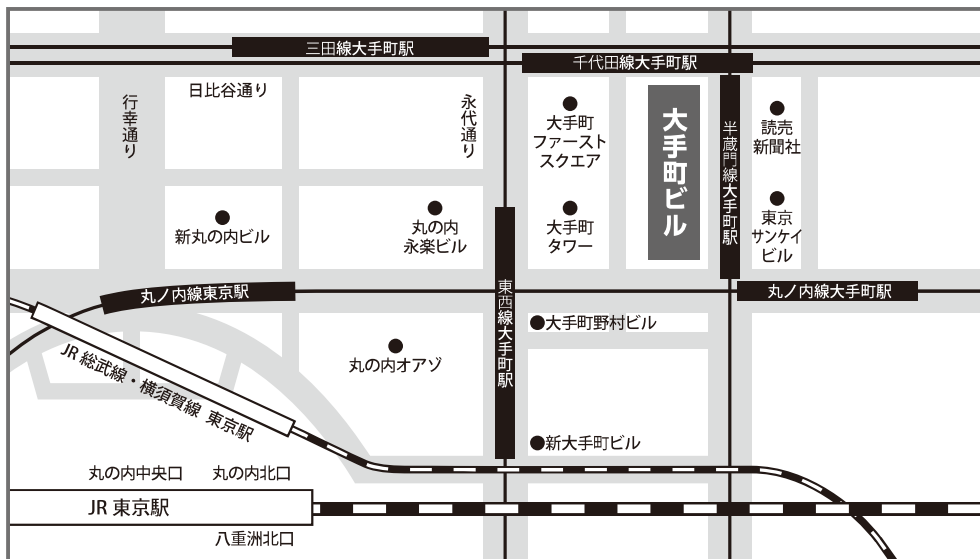 三田線大手町駅
千代田線大手町駅
日比谷通り
行幸通り
永代通り
大手町
ファースト
スクエア
大手町ビル
半蔵門線大手町駅
読売
新聞社
新丸の内ビル
丸の内
永楽ビル
大手町
タワー
東京
サンケイ
ビル
丸ノ内線東京駅
東西線大手町駅
丸ノ内線大手町駅
大手町野村ビル
丸の内オアゾ
JR 総武線・横須賀線 東京駅
新大手町ビル
丸の内中央口
丸の内北口
JR 東京駅
八重洲北口